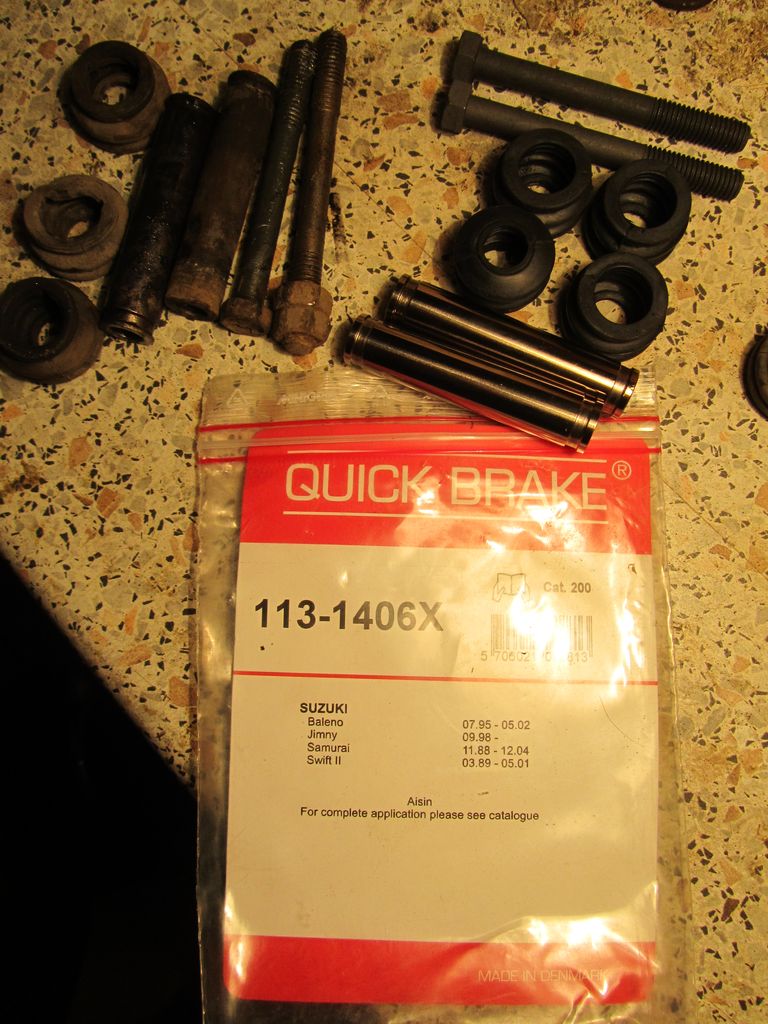 QUICK BRAKE®
Cat. 200
113-1406X
SUZUKI
Baleno 07.95 - 05.02
Jimny 09.98 -
Samurai 11.88 - 12.04
Swift II 03.89 - 05.01
Aisin
For complete application please see catalogue
MADE IN DENMARK